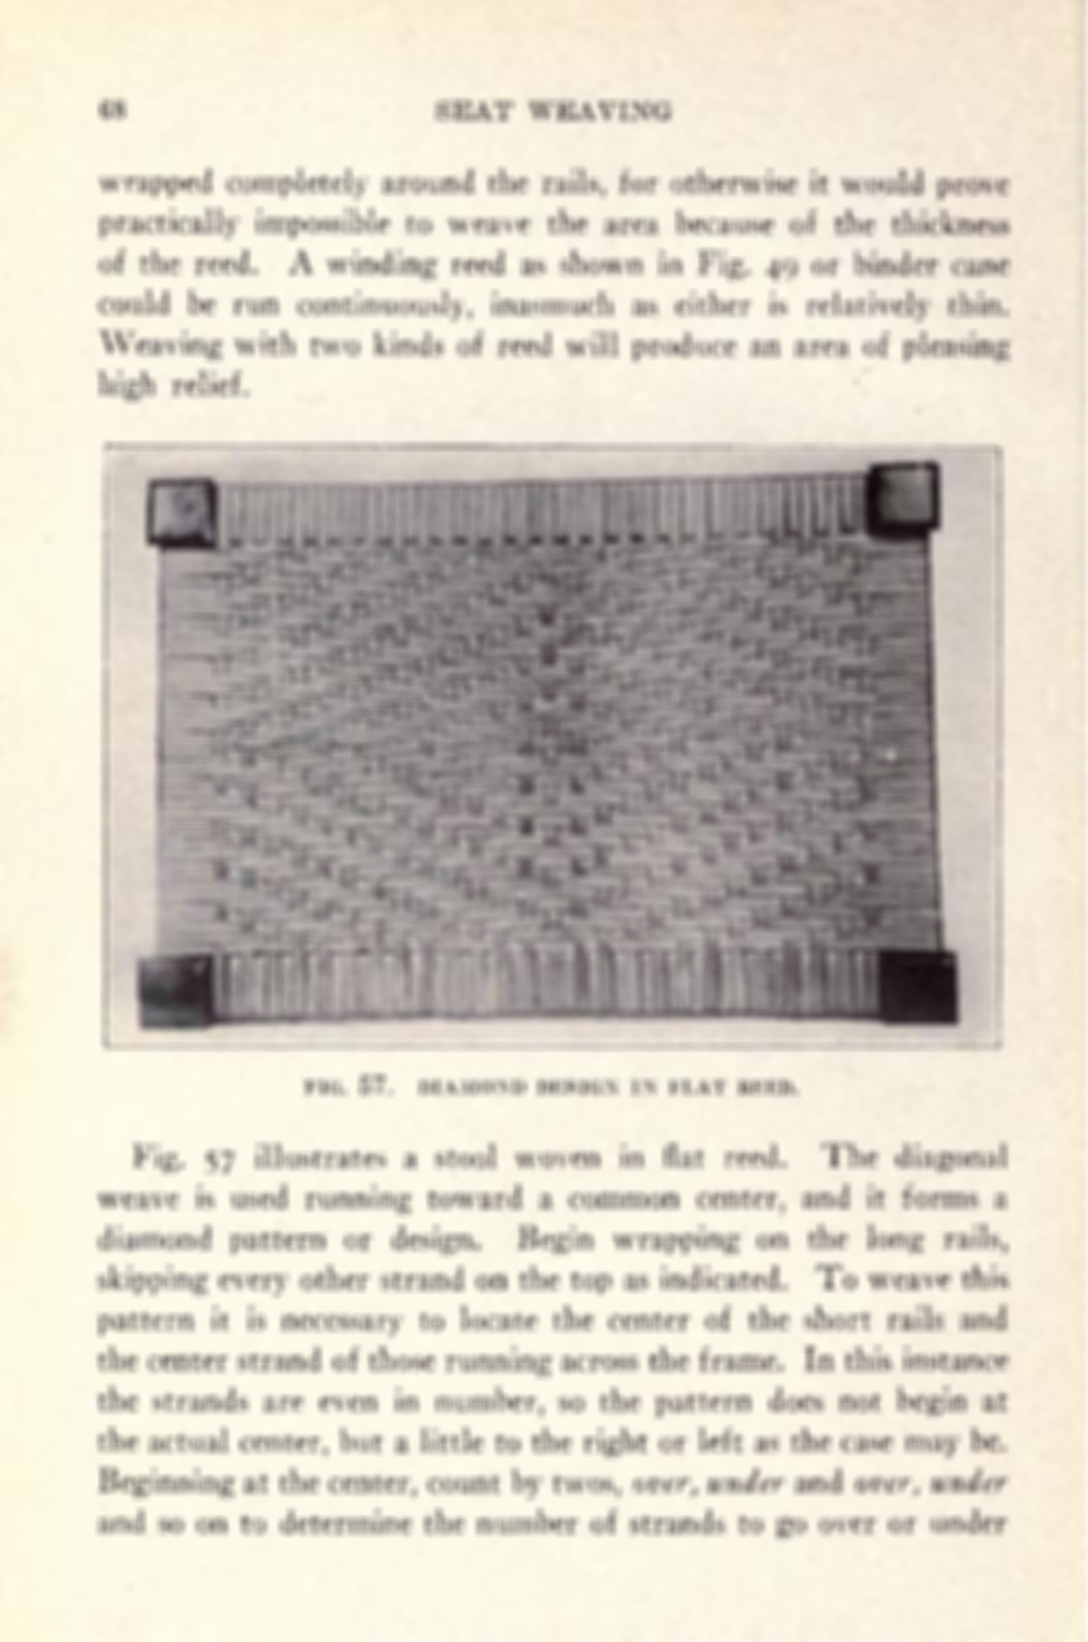 68 SEAT WEAVING
wrapped completely around the rails, for otherwise it would prove
practically impossible to weave the area because of the thickness
of the reed. A winding reed as shown in Fig. 49 or binder cane
could be run continuously, inasmuch as either is relatively thin.
Weaving with two kinds of reed will produce an area of pleasing
high relief.
FIG. 57. DIAMOND DESIGN IN FLAT REED.
Fig. 57 illustrates a stool woven in flat reed. The diagonal
weave is used running toward a common center, and it forms a
diamond pattern or design. Begin wrapping on the long rails,
skipping every other strand on the top as indicated. To weave this
pattern it is necessary to locate the center of the short rails and
the center strand of those running across the frame. In this instance
the strands are even in number, so the pattern does not begin at
the actual center, but a little to the right or left as the case may be.
Beginning at the center, count by twos, over, under and over, under
and so on to determine the number of strands to go over or under